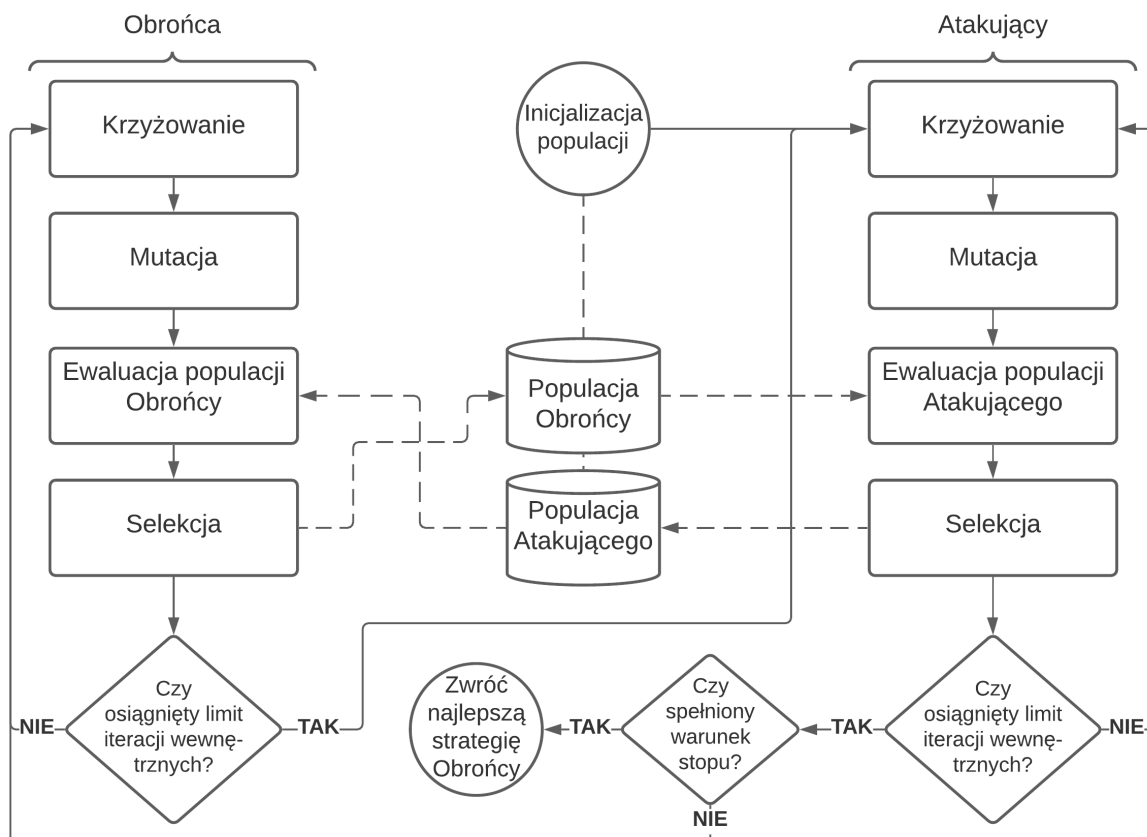 Obrońca
Krzyżowanie
Mutacja
Ewaluacja populacji
Obrońcy
Selekcja
Czy
osiągnięty limit
iteracji wewnę-
trznych?
NIE
TAK
Inicjalizacja
populacji
Populacja
Obrońcy
Populacja
Atakującego
Zwróć
najlepszą
strategię
Obrońcy
TAK
Czy
spełniony
warunek
stopu?
NIE
TAK
Atakujący
Krzyżowanie
Mutacja
Ewaluacja populacji
Atakującego
Selekcja
Czy
osiągnięty limit
iteracji wewnę-
trznych?
NIE